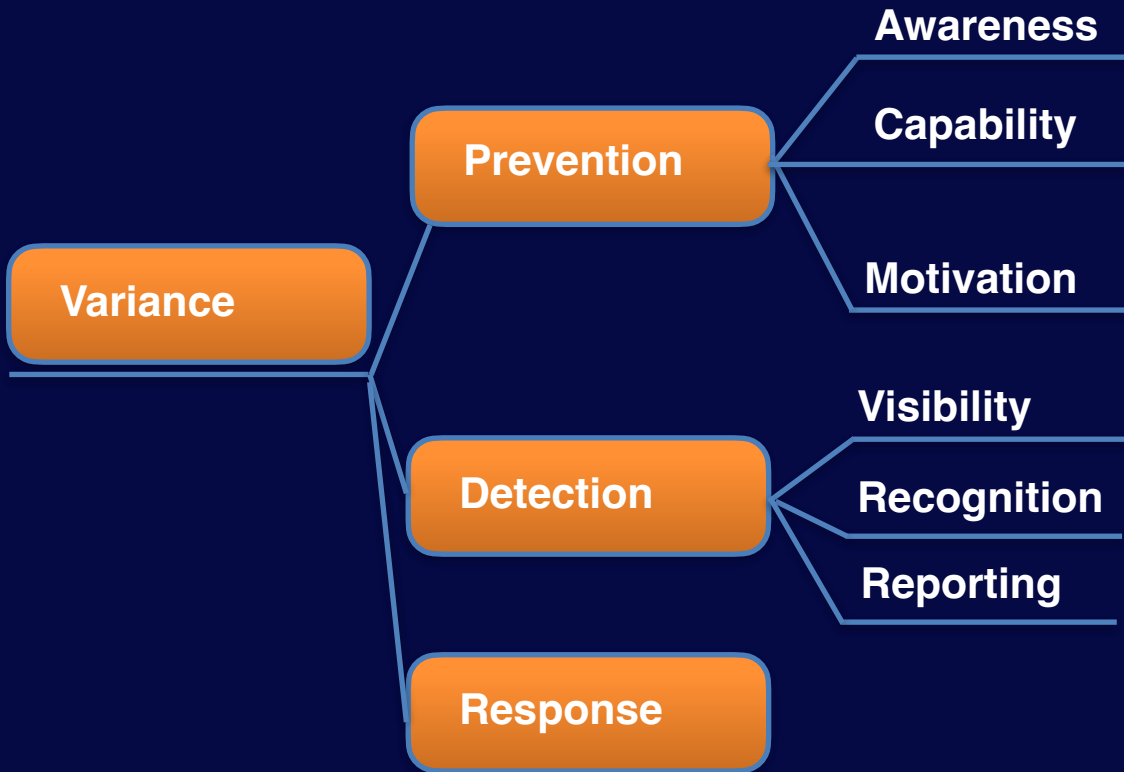 Variance
Prevention
Awareness
Capability
Motivation
Detection
Visibility
Recognition
Reporting
Response